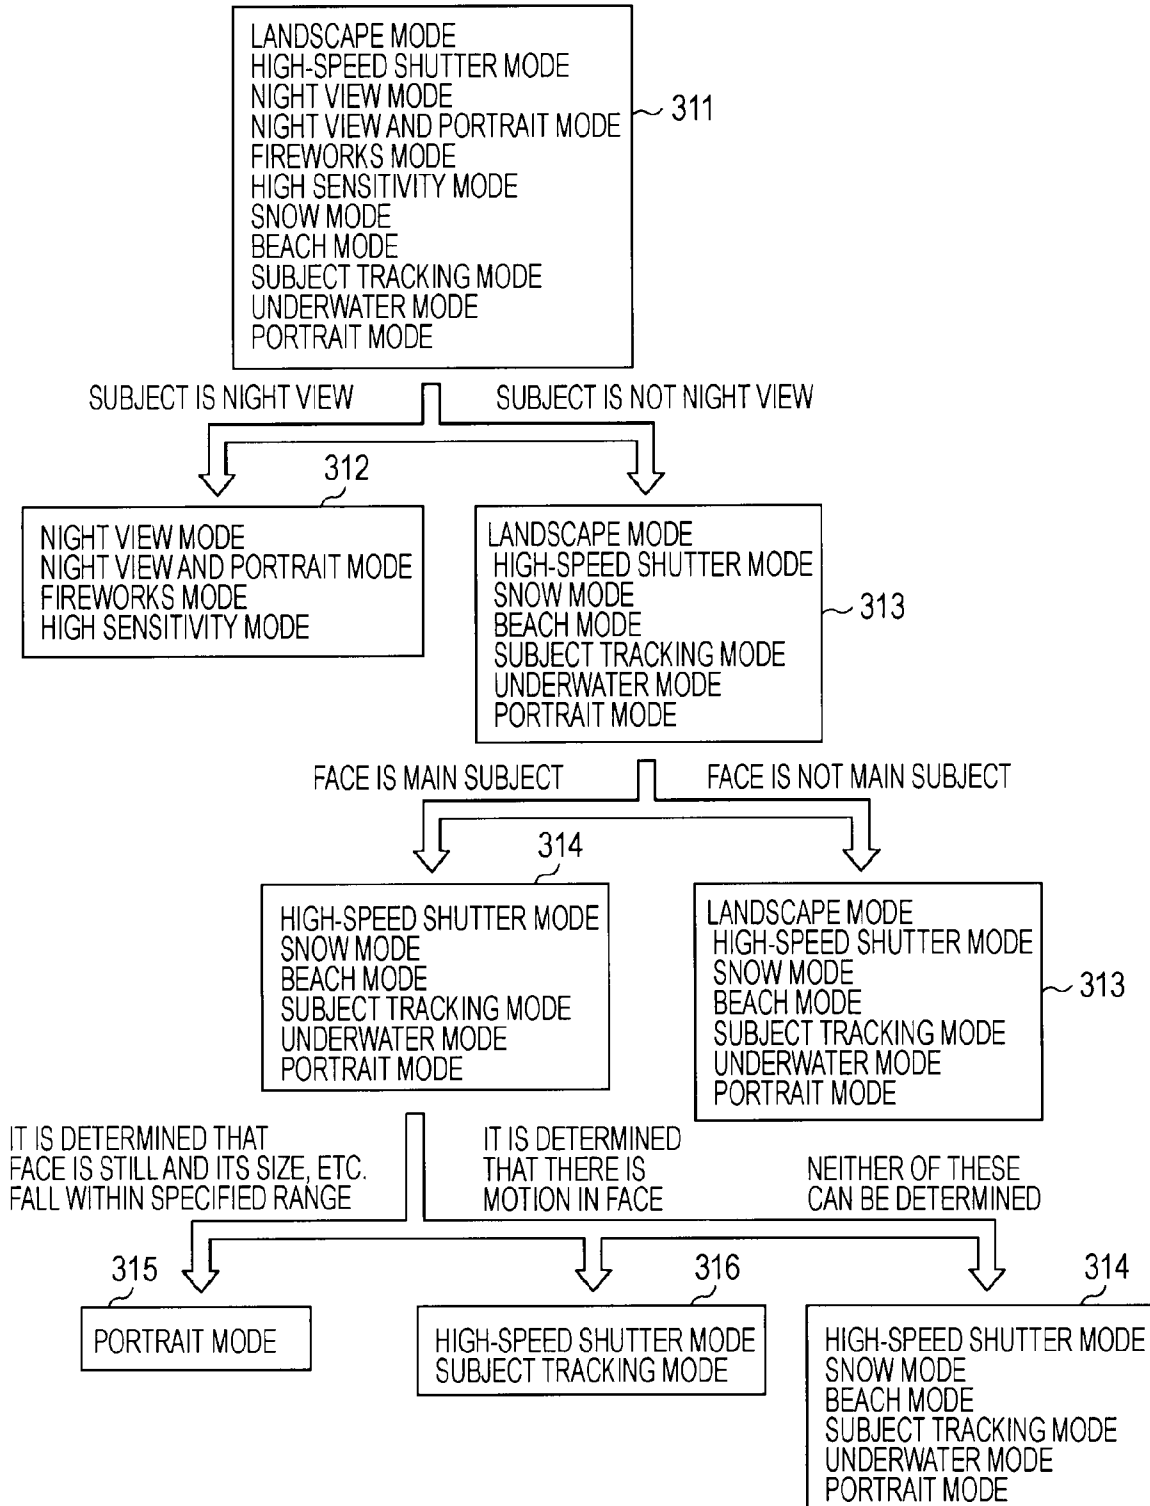 LANDSCAPE MODE
HIGH-SPEED SHUTTER MODE
NIGHT VIEW MODE
NIGHT VIEW AND PORTRAIT MODE
FIREWORKS MODE
HIGH SENSITIVITY MODE
SNOW MODE
BEACH MODE
SUBJECT TRACKING MODE
UNDERWATER MODE
PORTRAIT MODE
311
SUBJECT IS NIGHT VIEW
SUBJECT IS NOT NIGHT VIEW
312
NIGHT VIEW MODE
NIGHT VIEW AND PORTRAIT MODE
FIREWORKS MODE
HIGH SENSITIVITY MODE
LANDSCAPE MODE
HIGH-SPEED SHUTTER MODE
SNOW MODE
BEACH MODE
SUBJECT TRACKING MODE
UNDERWATER MODE
PORTRAIT MODE
313
FACE IS MAIN SUBJECT
FACE IS NOT MAIN SUBJECT
314
HIGH-SPEED SHUTTER MODE
SNOW MODE
BEACH MODE
SUBJECT TRACKING MODE
UNDERWATER MODE
PORTRAIT MODE
LANDSCAPE MODE
HIGH-SPEED SHUTTER MODE
SNOW MODE
BEACH MODE
SUBJECT TRACKING MODE
UNDERWATER MODE
PORTRAIT MODE
313
IT IS DETERMINED THAT
FACE IS STILL AND ITS SIZE, ETC.
FALL WITHIN SPECIFIED RANGE
IT IS DETERMINED
THAT THERE IS
MOTION IN FACE
NEITHER OF THESE
CAN BE DETERMINED
315
PORTRAIT MODE
316
HIGH-SPEED SHUTTER MODE
SUBJECT TRACKING MODE
314
HIGH-SPEED SHUTTER MODE
SNOW MODE
BEACH MODE
SUBJECT TRACKING MODE
UNDERWATER MODE
PORTRAIT MODE